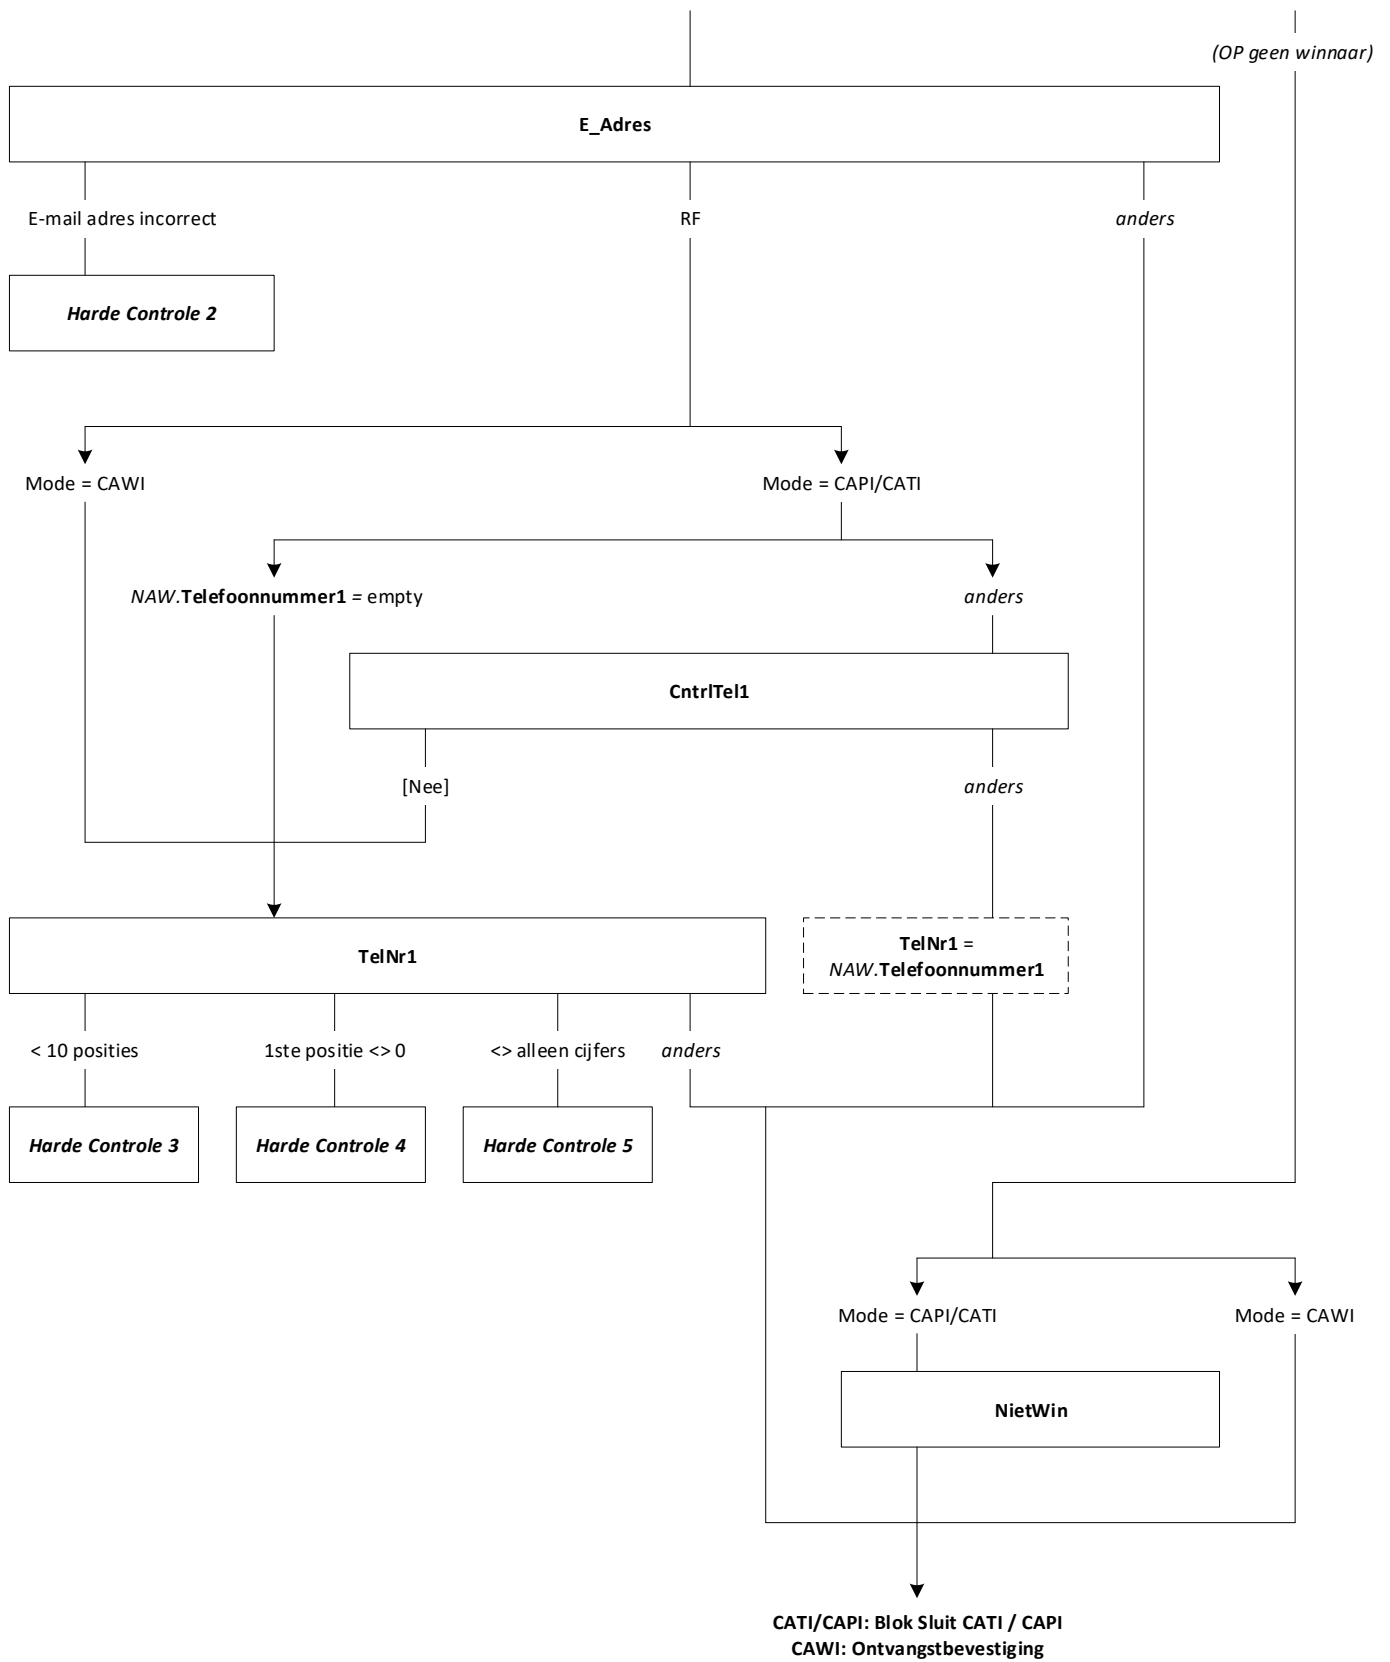 (OP geen winnaar)
E_Adres
E-mail adres incorrect
RF
anders
Harde Controle 2
Mode = CAWI
Mode = CAPI/CATI
NAW.Telefoonnummer1 = empty
anders
CntrlTel1
[Nee]
anders
TelNr1
TelNr1 =
NAW.Telefoonnummer1
< 10 posities
1ste positie <> 0
<> alleen cijfers
anders
Harde Controle 3
Harde Controle 4
Harde Controle 5
Mode = CAPI/CATI
Mode = CAWI
NietWin
CATI/CAPI: Blok Sluit CATI / CAPI
CAWI: Ontvangstbevestiging